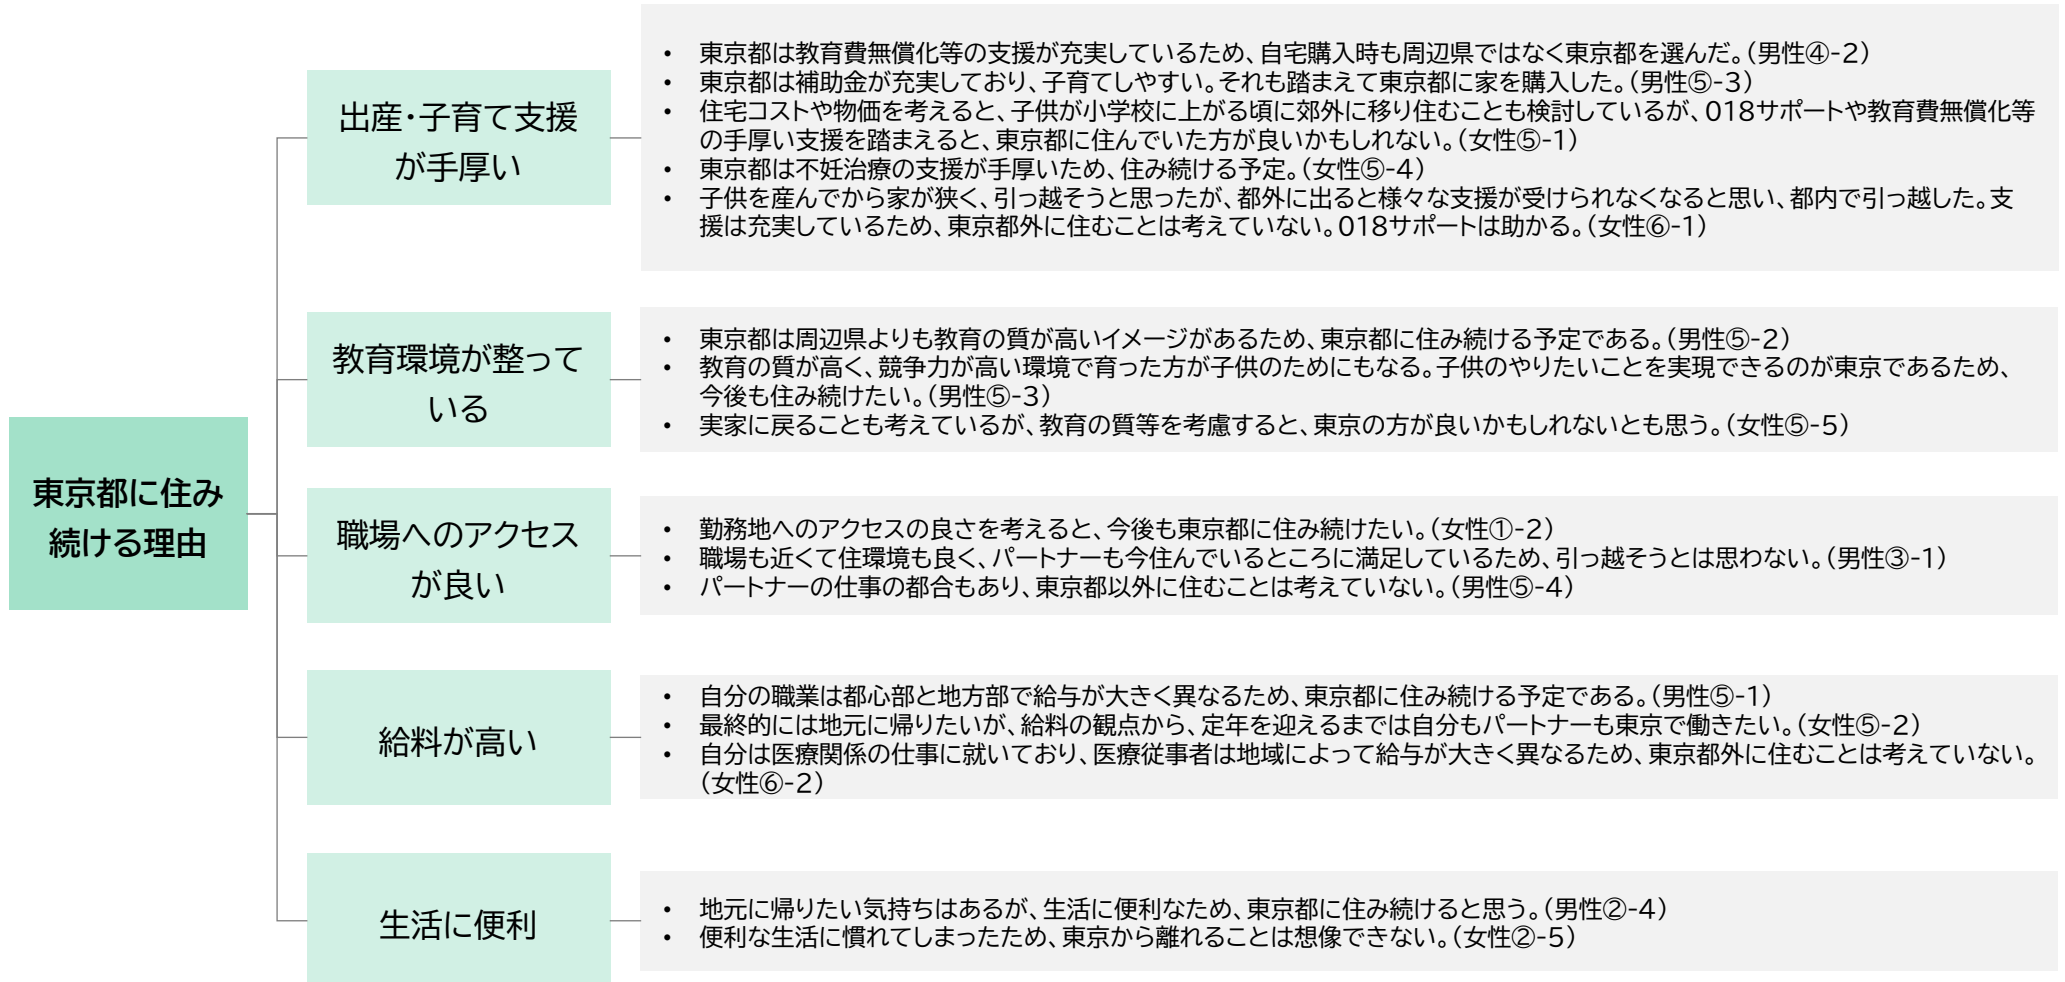 東京都に住み
続ける理由
出産・子育て支援
が手厚い
• 東京都は教育費無償化等の支援が充実しているため、自宅購入時も周辺県ではなく東京都を選んだ。(男性④-2)
• 東京都は補助金が充実しており、子育てしやすい。それも踏まえて東京都に家を購入した。(男性⑤-3)
• 住宅コストや物価を考えると、子供が小学校に上がる頃に郊外に移り住むことも検討しているが、018サポートや教育費無償化等
の手厚い支援を踏まえると、東京都に住んでいた方が良いかもしれない。(女性⑤-1)
• 東京都は不妊治療の支援が手厚いため、住み続ける予定。(女性⑤-4)
• 子供を産んでから家が狭く、引っ越そうと思ったが、都外に出ると様々な支援が受けられなくなると思い、都内で引っ越した。支
援は充実しているため、東京都外に住むことは考えていない。018サポートは助かる。(女性⑥-1)
教育環境が整って
いる
• 東京都は周辺県よりも教育の質が高いイメージがあるため、東京都に住み続ける予定である。(男性⑤-2)
• 教育の質が高く、競争力が高い環境で育った方が子供のためにもなる。子供のやりたいことを実現できるのが東京であるため、
今後も住み続けたい。(男性⑤-3)
• 実家に戻ることも考えているが、教育の質等を考慮すると、東京の方が良いかもしれないとも思う。(女性⑤-5)
職場へのアクセス
が良い
• 勤務地へのアクセスの良さを考えると、今後も東京都に住み続けたい。(女性①-2)
• 職場も近くて住環境も良く、パートナーも今住んでいるところに満足しているため、引っ越そうとは思わない。(男性③-1)
• パートナーの仕事の都合もあり、東京都以外に住むことは考えていない。(男性⑤-4)
給料が高い
• 自分の職業は都心部と地方部で給与が大きく異なるため、東京都に住み続ける予定である。(男性⑤-1)
• 最終的には地元に帰りたいが、給料の観点から、定年を迎えるまでは自分もパートナーも東京で働きたい。(女性⑤-2)
• 自分は医療関係の仕事に就いており、医療従事者は地域によって給与が大きく異なるため、東京都外に住むことは考えていない。
(女性⑥-2)
生活に便利
• 地元に帰りたい気持ちはあるが、生活に便利なため、東京都に住み続けると思う。(男性②-4)
• 便利な生活に慣れてしまったため、東京から離れることは想像できない。(女性②-5)